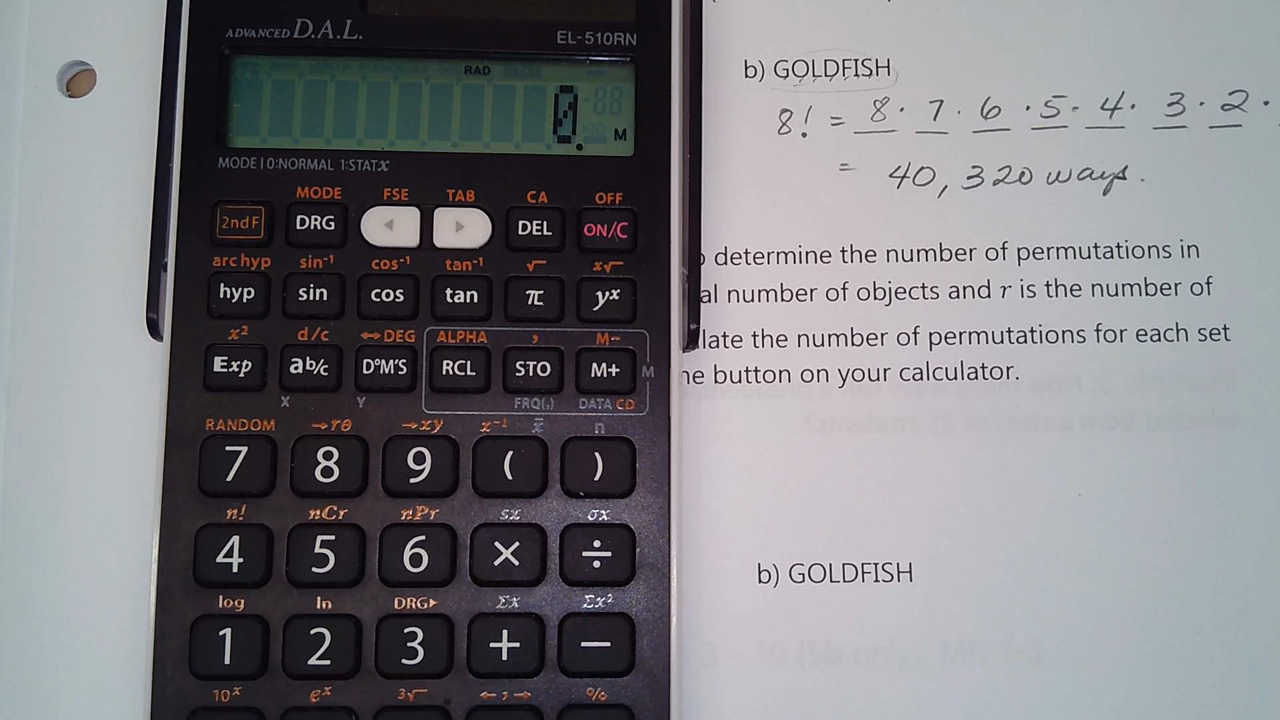 ADVANCED D.A.L.
EL-510RN
RAD
0.
M
MODE | 0:NORMAL 1:STATx
MODE FSE TAB CA OFF
2ndF DRG ◀ ▶ DEL ON/C
arc hyp sin⁻¹ cos⁻¹ tan⁻¹ √ x√
hyp sin cos tan π yˣ
x² d/c ↔DEG ALPHA , M−
Exp ab/c D°M'S RCL STO M+ M
X Y FRQ(,) DATA CD
RANDOM →rθ →xy x⁻¹ x̄ n
7 8 9 ( )
n! nCr nPr sx σx
4 5 6 × ÷
log ln DRG▶ Σx Σx²
1 2 3 + −
10ˣ eˣ ³√ %
b) GOLDFISH
8! = 8 · 7 · 6 · 5 · 4 · 3 · 2 ·
= 40,320 ways.
determine the number of permutations in
al number of objects and r is the number of
late the number of permutations for each set
e button on your calculator.
b) GOLDFISH